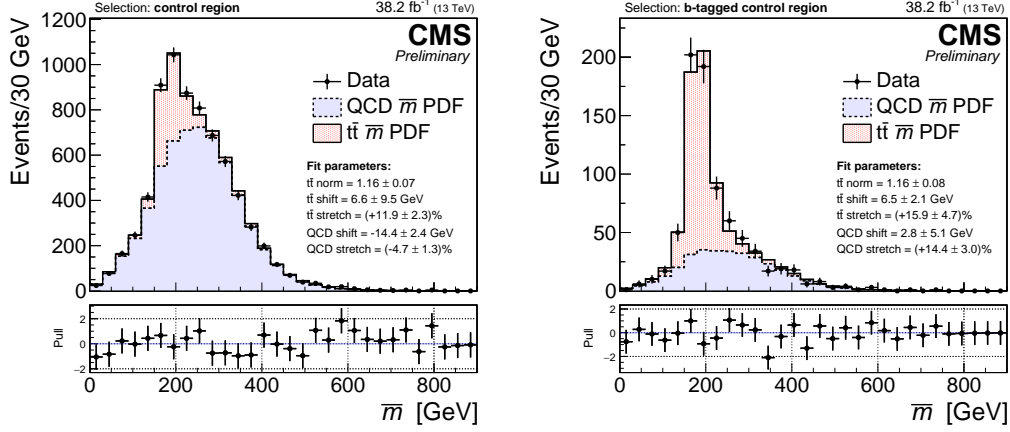 Selection: control region 38.2 fb⁻¹ (13 TeV)
Events/30 GeV
1200
1000
800
600
400
200
0
CMS
Preliminary
Data
QCD m̅ PDF
tt̅ m̅ PDF
Fit parameters:
tt̅ norm = 1.16 ± 0.07
tt̅ shift = 6.6 ± 9.5 GeV
tt̅ stretch = (+11.9 ± 2.3)%
QCD shift = -14.4 ± 2.4 GeV
QCD stretch = (-4.7 ± 1.3)%
Pull
2
0
−2
0 200 400 600 800
m̅ [GeV]
Selection: b-tagged control region 38.2 fb⁻¹ (13 TeV)
Events/30 GeV
200
150
100
50
0
CMS
Preliminary
Data
QCD m̅ PDF
tt̅ m̅ PDF
Fit parameters:
tt̅ norm = 1.16 ± 0.08
tt̅ shift = 6.5 ± 2.1 GeV
tt̅ stretch = (+15.9 ± 4.7)%
QCD shift = 2.8 ± 5.1 GeV
QCD stretch = (+14.4 ± 3.0)%
Pull
2
0
−2
0 200 400 600 800
m̅ [GeV]